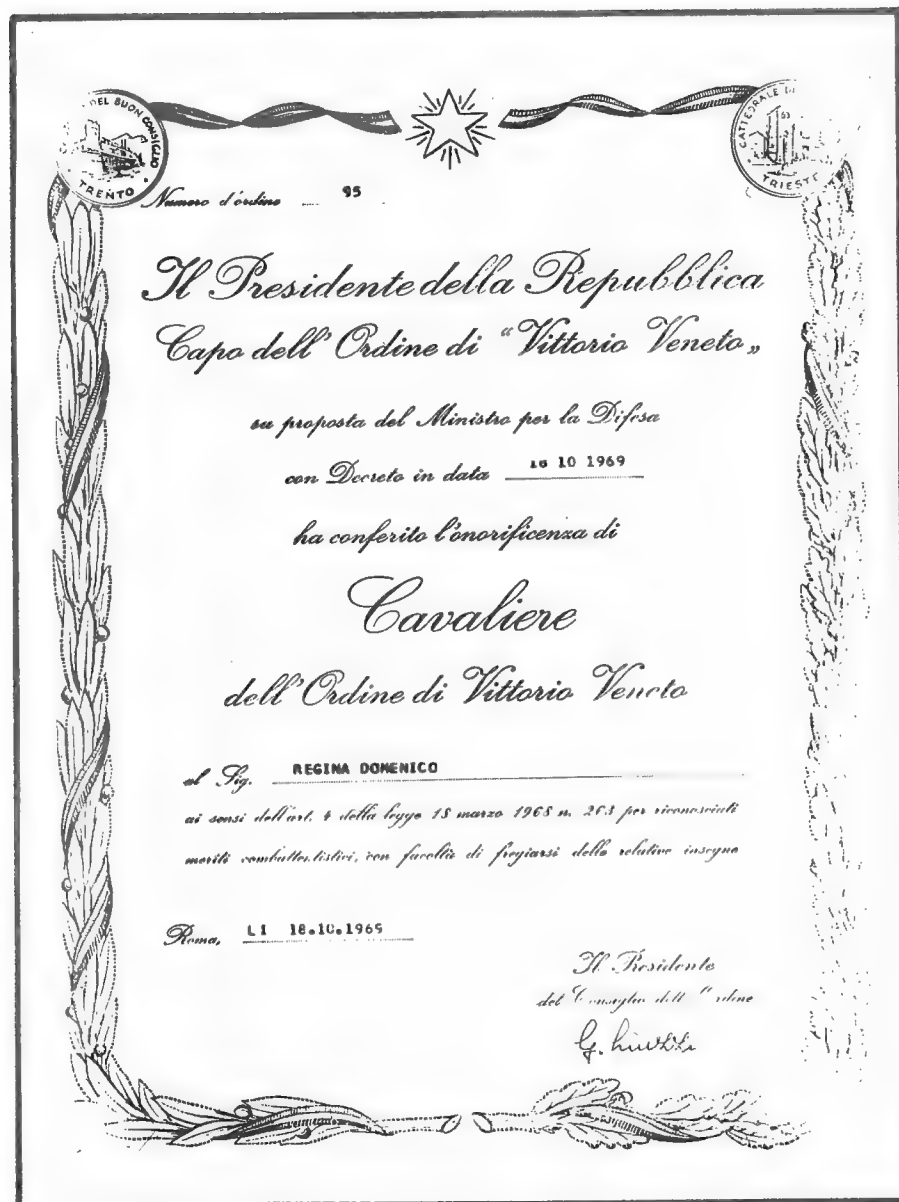 DEL BUON CONSIGLIO
TRENTO
CATTEDRALE DI
TRIESTE
Numero d'ordine 95
Il Presidente della Repubblica
Capo dell'Ordine di "Vittorio Veneto„
su proposta del Ministro per la Difesa
con Decreto in data 18 10 1969
ha conferito l'onorificenza di
Cavaliere
dell'Ordine di Vittorio Veneto
al Sig. REGINA DOMENICO
ai sensi dell'art. 4 della legge 18 marzo 1968 n. 263 per riconosciuti
meriti combattentistici, con facoltà di fregiarsi delle relative insegne
Roma, LI 18.10.1969
Il Presidente
del Consiglio dell'Ordine
G.